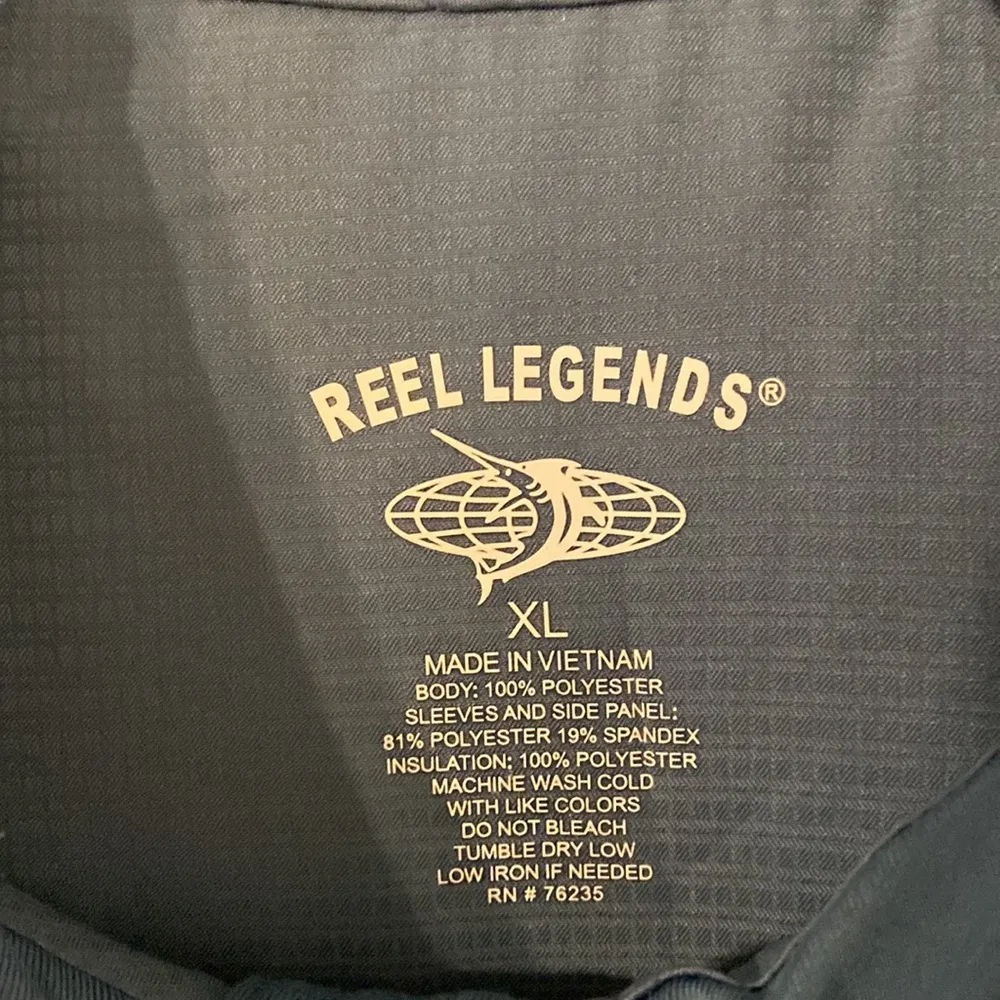 REEL LEGENDS®
XL
MADE IN VIETNAM
BODY: 100% POLYESTER
SLEEVES AND SIDE PANEL:
81% POLYESTER 19% SPANDEX
INSULATION: 100% POLYESTER
MACHINE WASH COLD
WITH LIKE COLORS
DO NOT BLEACH
TUMBLE DRY LOW
LOW IRON IF NEEDED
RN # 76235